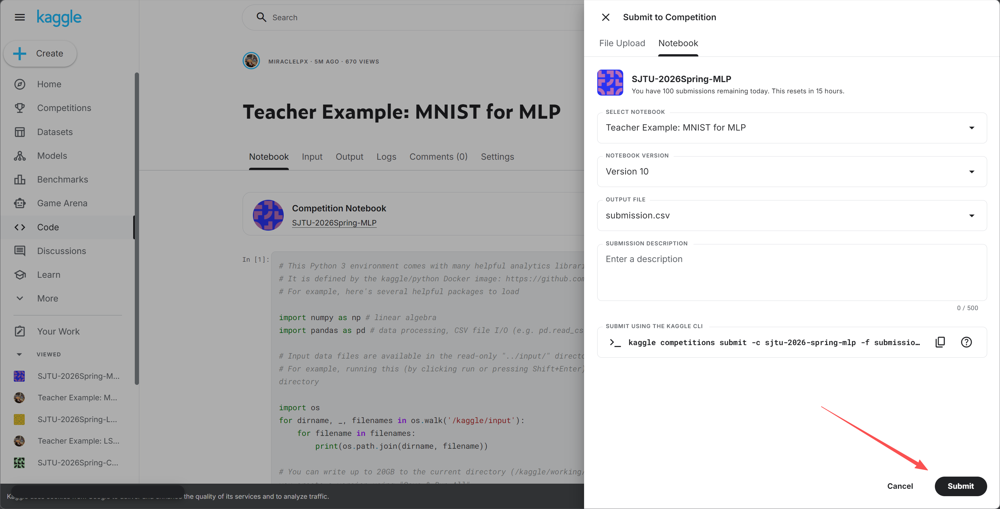 kaggle
Create
Home
Competitions
Datasets
Models
Benchmarks
Game Arena
Code
Discussions
Learn
More
Your Work
VIEWED
SJTU-2026Spring-M...
Teacher Example: M...
SJTU-2026Spring-L...
Teacher Example: LS...
SJTU-2026Spring-C...
Search
MIRACLELPX · 5M AGO · 670 VIEWS
Teacher Example: MNIST for MLP
Notebook Input Output Logs Comments (0) Settings
Competition Notebook
SJTU-2026Spring-MLP
In [1]:
# This Python 3 environment comes with many helpful analytics librari
# It is defined by the kaggle/python Docker image: https://github.com
# For example, here's several helpful packages to load
import numpy as np # linear algebra
import pandas as pd # data processing, CSV file I/O (e.g. pd.read_cs
# Input data files are available in the read-only "../input/" directo
# For example, running this (by clicking run or pressing Shift+Enter)
directory
import os
for dirname, _, filenames in os.walk('/kaggle/input'):
    for filename in filenames:
        print(os.path.join(dirname, filename))
# You can write up to 20GB to the current directory (/kaggle/working/
the quality of its services and to analyze traffic.
Submit to Competition
File Upload Notebook
SJTU-2026Spring-MLP
You have 100 submissions remaining today. This resets in 15 hours.
SELECT NOTEBOOK
Teacher Example: MNIST for MLP
NOTEBOOK VERSION
Version 10
OUTPUT FILE
submission.csv
SUBMISSION DESCRIPTION
Enter a description
0 / 500
SUBMIT USING THE KAGGLE CLI
>_ kaggle competitions submit -c sjtu-2026-spring-mlp -f submissio…
Cancel Submit